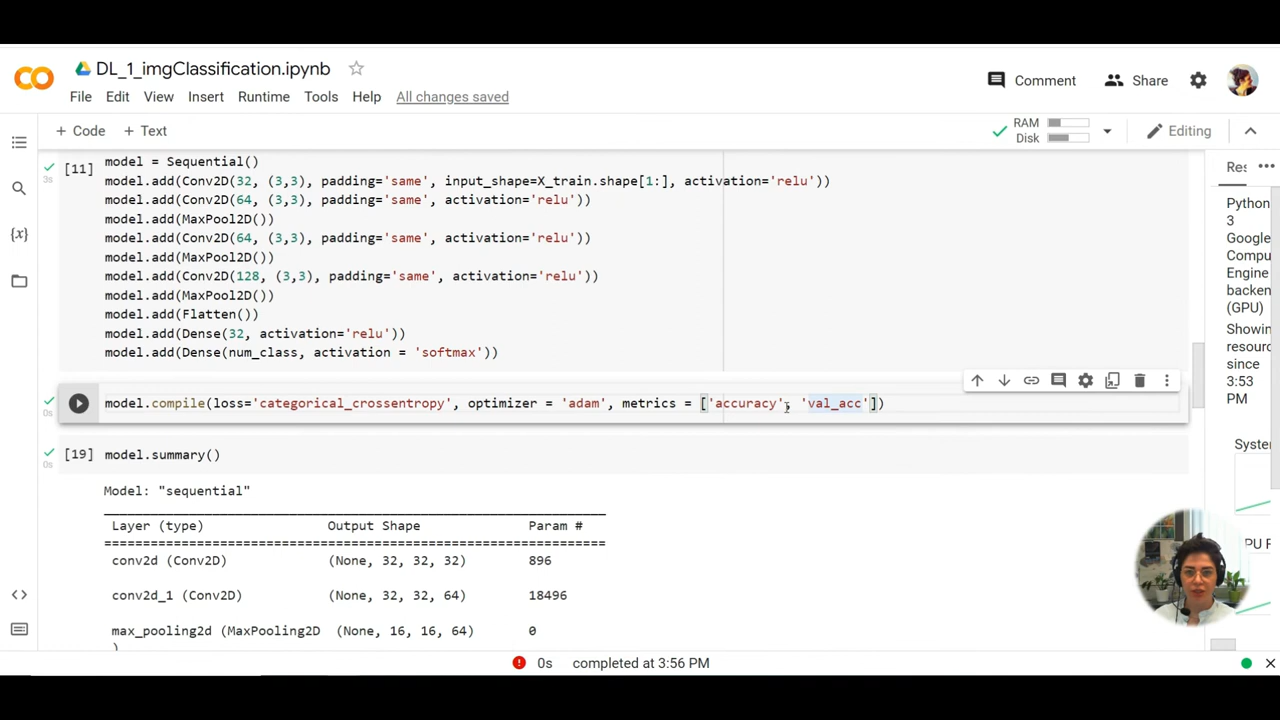 DL_1_imgClassification.ipynb
File Edit View Insert Runtime Tools Help All changes saved
Comment Share
+ Code + Text
RAM
Disk
Editing
[11]
3s
model = Sequential()
model.add(Conv2D(32, (3,3), padding='same', input_shape=X_train.shape[1:], activation='relu'))
model.add(Conv2D(64, (3,3), padding='same', activation='relu'))
model.add(MaxPool2D())
model.add(Conv2D(64, (3,3), padding='same', activation='relu'))
model.add(MaxPool2D())
model.add(Conv2D(128, (3,3), padding='same', activation='relu'))
model.add(MaxPool2D())
model.add(Flatten())
model.add(Dense(32, activation='relu'))
model.add(Dense(num_class, activation = 'softmax'))
0s
model.compile(loss='categorical_crossentropy', optimizer = 'adam', metrics = ['accuracy', 'val_acc'])
0s
[19] model.summary()
Model: "sequential"
Layer (type) Output Shape Param #
conv2d (Conv2D) (None, 32, 32, 32) 896
conv2d_1 (Conv2D) (None, 32, 32, 64) 18496
max_pooling2d (MaxPooling2D (None, 16, 16, 64) 0
)
Res
Python
3
Google
Compu
Engine
backen
(GPU)
Showin
resourc
since
3:53
PM
System
PU F
{x}
0s completed at 3:56 PM